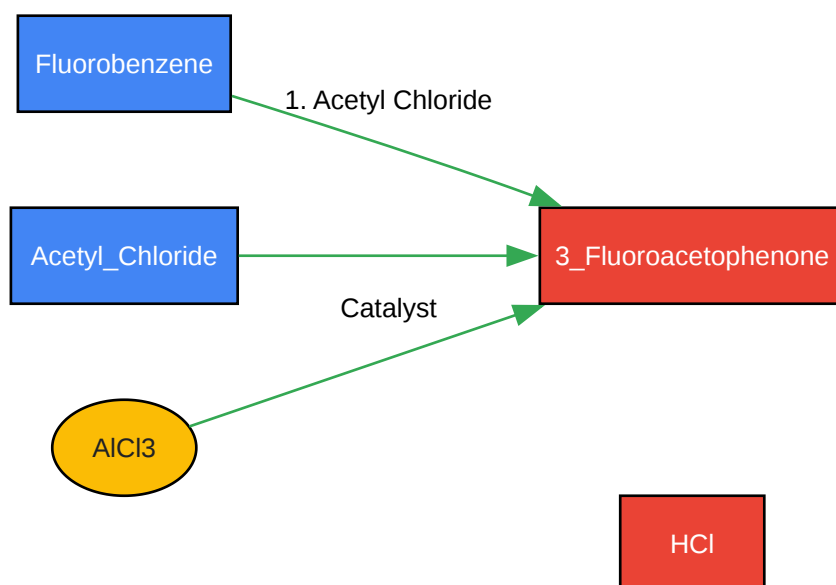 Fluorobenzene
1. Acetyl Chloride
Acetyl_Chloride
3_Fluoroacetophenone
Catalyst
AlCl3
HCl